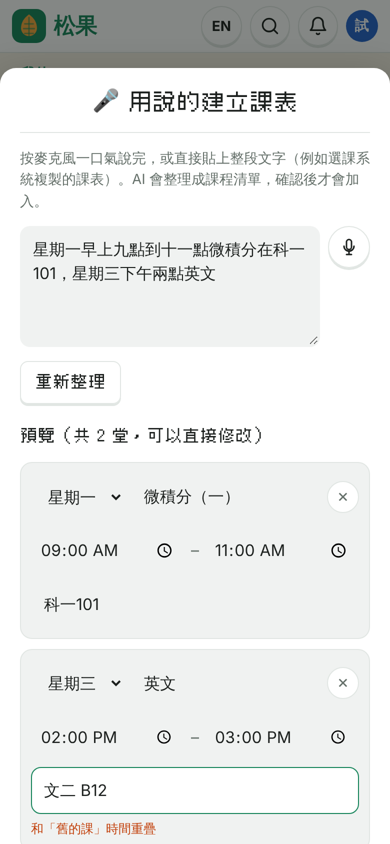 松果
EN
試
🎤 用說的建立課表
按麥克風一口氣說完，或直接貼上整段文字（例如選課系
統複製的課表）。AI 會整理成課程清單，確認後才會加
入。
星期一早上九點到十一點微積分在科一
101，星期三下午兩點英文
重新整理
預覽（共 2 堂，可以直接修改）
星期一 微積分（一）
09:00 AM – 11:00 AM
科一101
星期三 英文
02:00 PM – 03:00 PM
文二 B12
和「舊的課」時間重疊